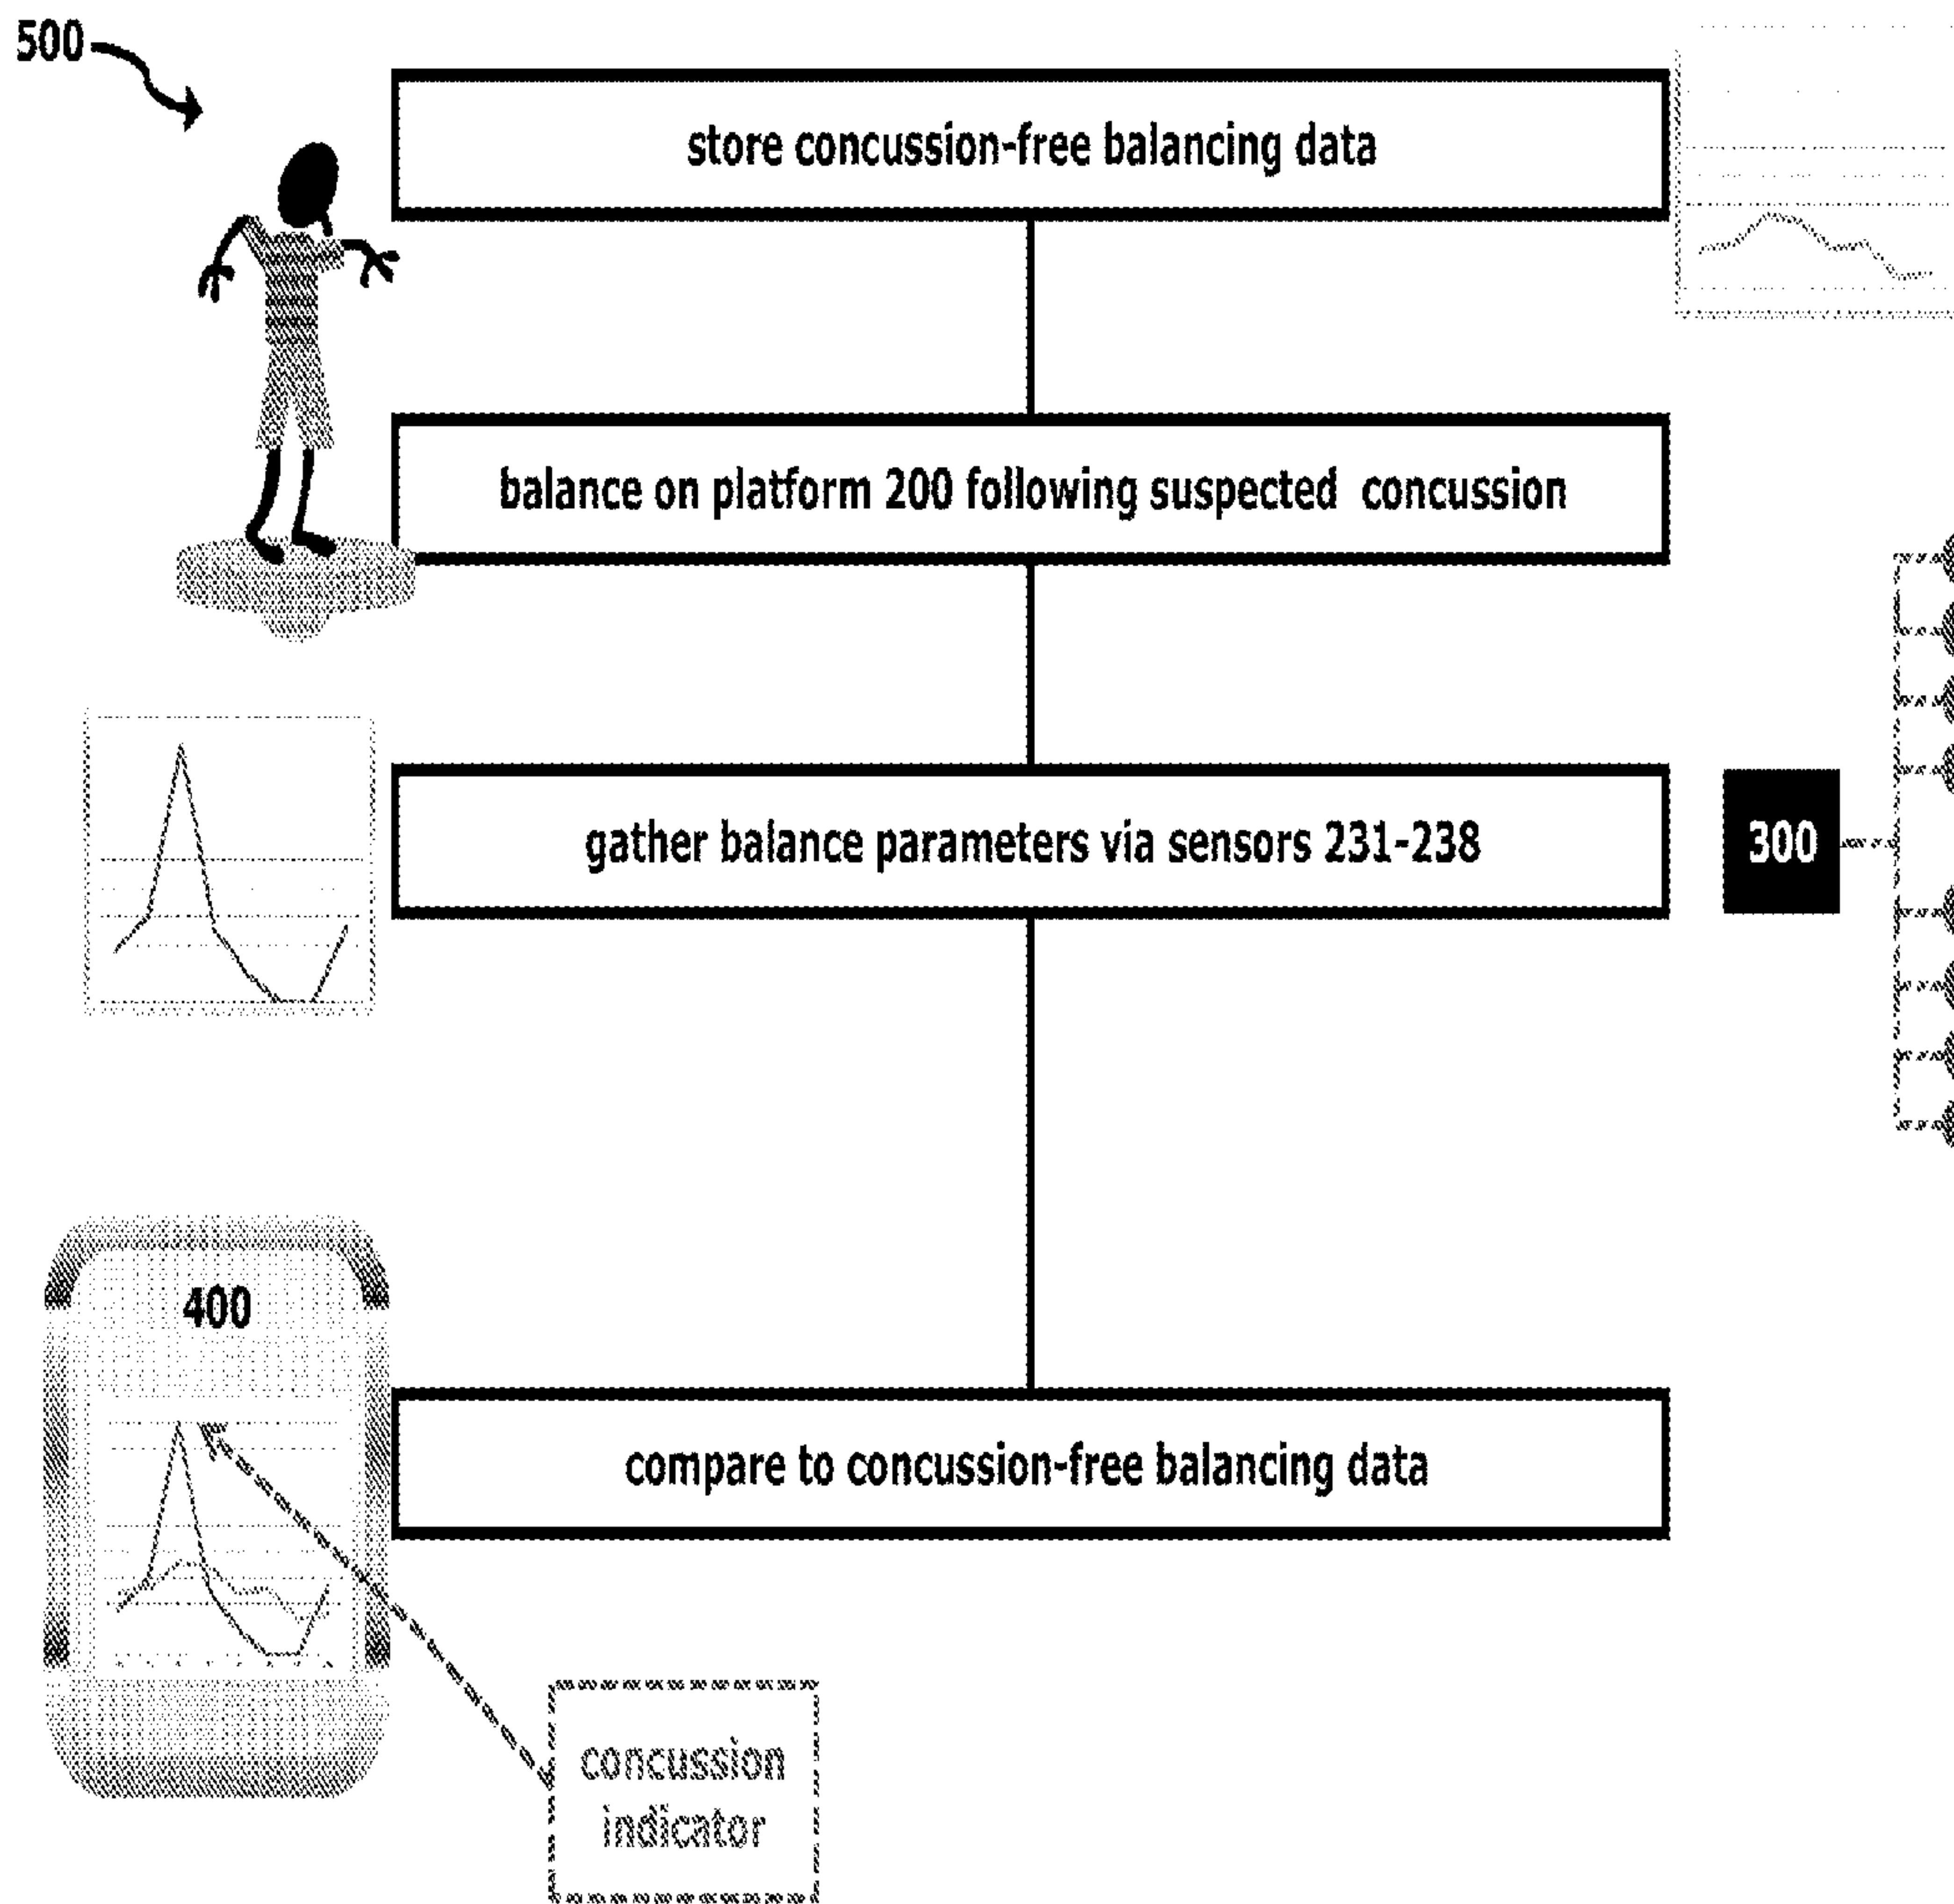 500
store concussion-free balancing data
balance on platform 200 following suspected concussion
gather balance parameters via sensors 231-238
300
400
compare to concussion-free balancing data
concussion
indicator